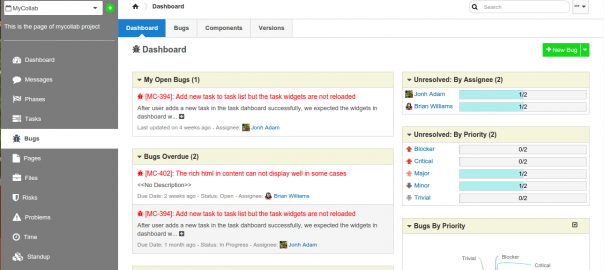 MyCollab
Search
This is the page of mycollab project
Dashboard
Messages
Phases
Tasks
Bugs
Pages
Files
Risks
Problems
Time
Standup
Dashboard Bugs Components Versions
Dashboard
+ New Bug
My Open Bugs (1)
[MC-394]: Add new task to task list but the task widgets are not reloaded
After user adds a new task in the task dahboard successfully, we expected the widgets in
dashboard w...
Last updated on 4 weeks ago - Assignee: Jonh Adam
Bugs Overdue (2)
[MC-402]: The rich html in content can not display well in some cases
<<No Description>>
Due Date: 2 weeks ago - Status: Open - Assignee: Brian Williams
[MC-394]: Add new task to task list but the task widgets are not reloaded
After user adds a new task in the task dahboard successfully, we expected the widgets in
dashboard w...
Due Date: 1 month ago - Status: In Progress - Assignee: Jonh Adam
Unresolved: By Assignee (2)
Jonh Adam 1/2
Brian Williams 1/2
Unresolved: By Priority (2)
Blocker 0/2
Critical 0/2
Major 1/2
Minor 1/2
Trivial 0/2
Bugs By Priority
Trivial Blocker
Critical